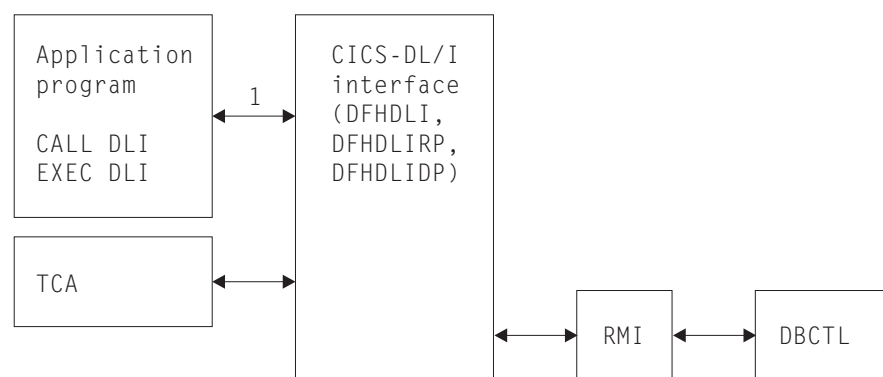 Application
program
CALL DLI
EXEC DLI
1
CICS-DL/I
interface
(DFHDLI,
DFHDLIRP,
DFHDLIDP)
TCA
RMI
DBCTL